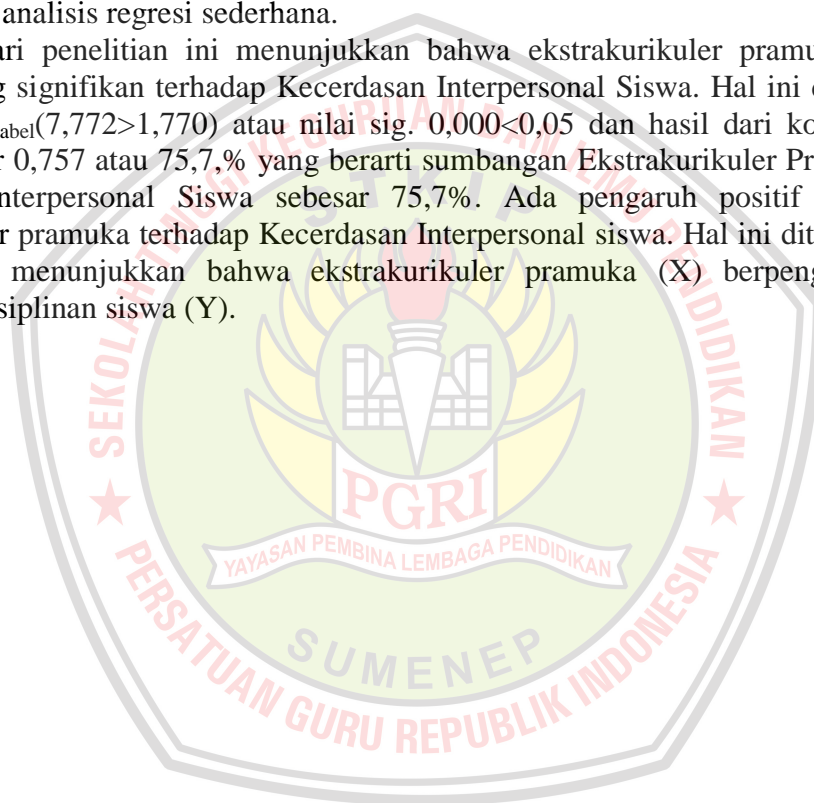 analisis regresi sederhana.
ari penelitian ini menunjukkan bahwa ekstrakurikuler pramu
g signifikan terhadap Kecerdasan Interpersonal Siswa. Hal ini
abel(7,772>1,770) atau nilai sig. 0,000<0,05 dan hasil dari ko
r 0,757 atau 75,7,% yang berarti sumbangan Ekstrakurikuler Pr
nterpersonal Siswa sebesar 75,7%. Ada pengaruh positif
r pramuka terhadap Kecerdasan Interpersonal siswa. Hal ini dit
menunjukkan bahwa ekstrakurikuler pramuka (X) berpeng
siplinan siswa (Y).
SEKOLAH TINGGI KEGURUAN DAN ILMU PENDIDIKAN
STKIP
PGRI
YAYASAN PEMBINA LEMBAGA PENDIDIKAN
SUMENEP
PERSATUAN GURU REPUBLIK INDONESIA